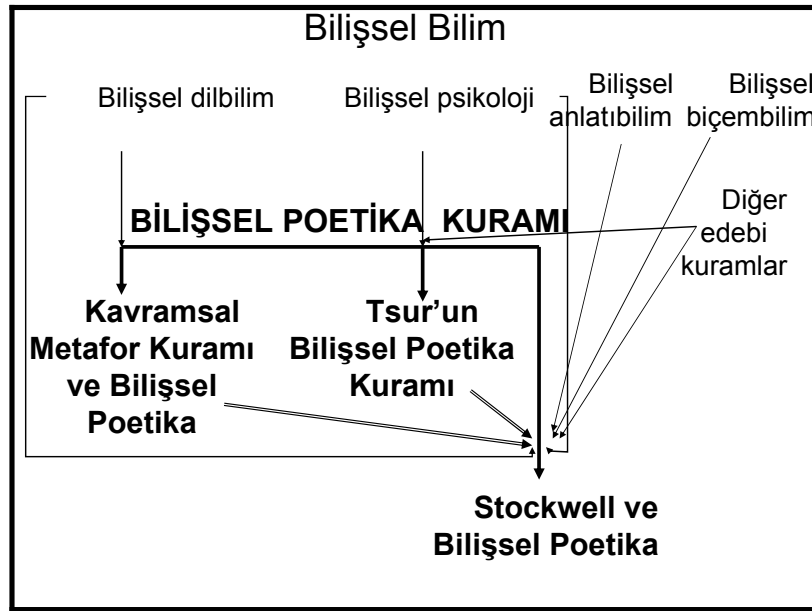 Bilişsel Bilim
Bilişsel dilbilim
Bilişsel psikoloji
Bilişsel
anlatıbilim
Bilişsel
biçembilim
BİLİŞSEL POETİKA KURAMI
Diğer
edebi
kuramlar
Kavramsal
Metafor Kuramı
ve Bilişsel
Poetika
Tsur’un
Bilişsel Poetika
Kuramı
Stockwell ve
Bilişsel Poetika